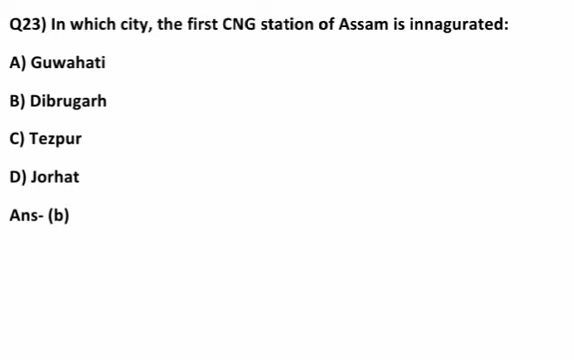 Q23) In which city, the first CNG station of Assam is innagurated:
A) Guwahati
B) Dibrugarh
C) Tezpur
D) Jorhat
Ans- (b)